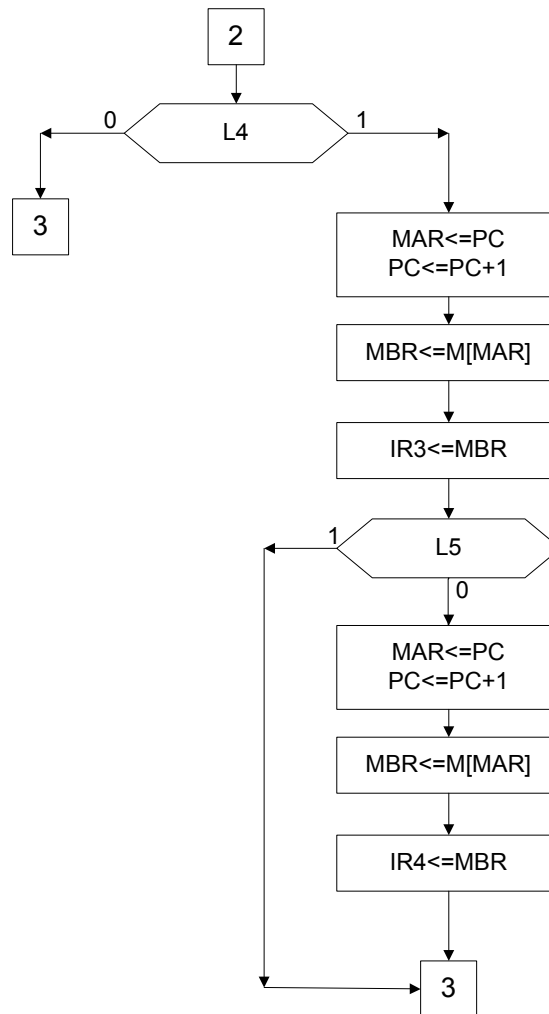 2
0
L4
1
3
MAR<=PC
PC<=PC+1
MBR<=M[MAR]
IR3<=MBR
1
L5
0
MAR<=PC
PC<=PC+1
MBR<=M[MAR]
IR4<=MBR
3